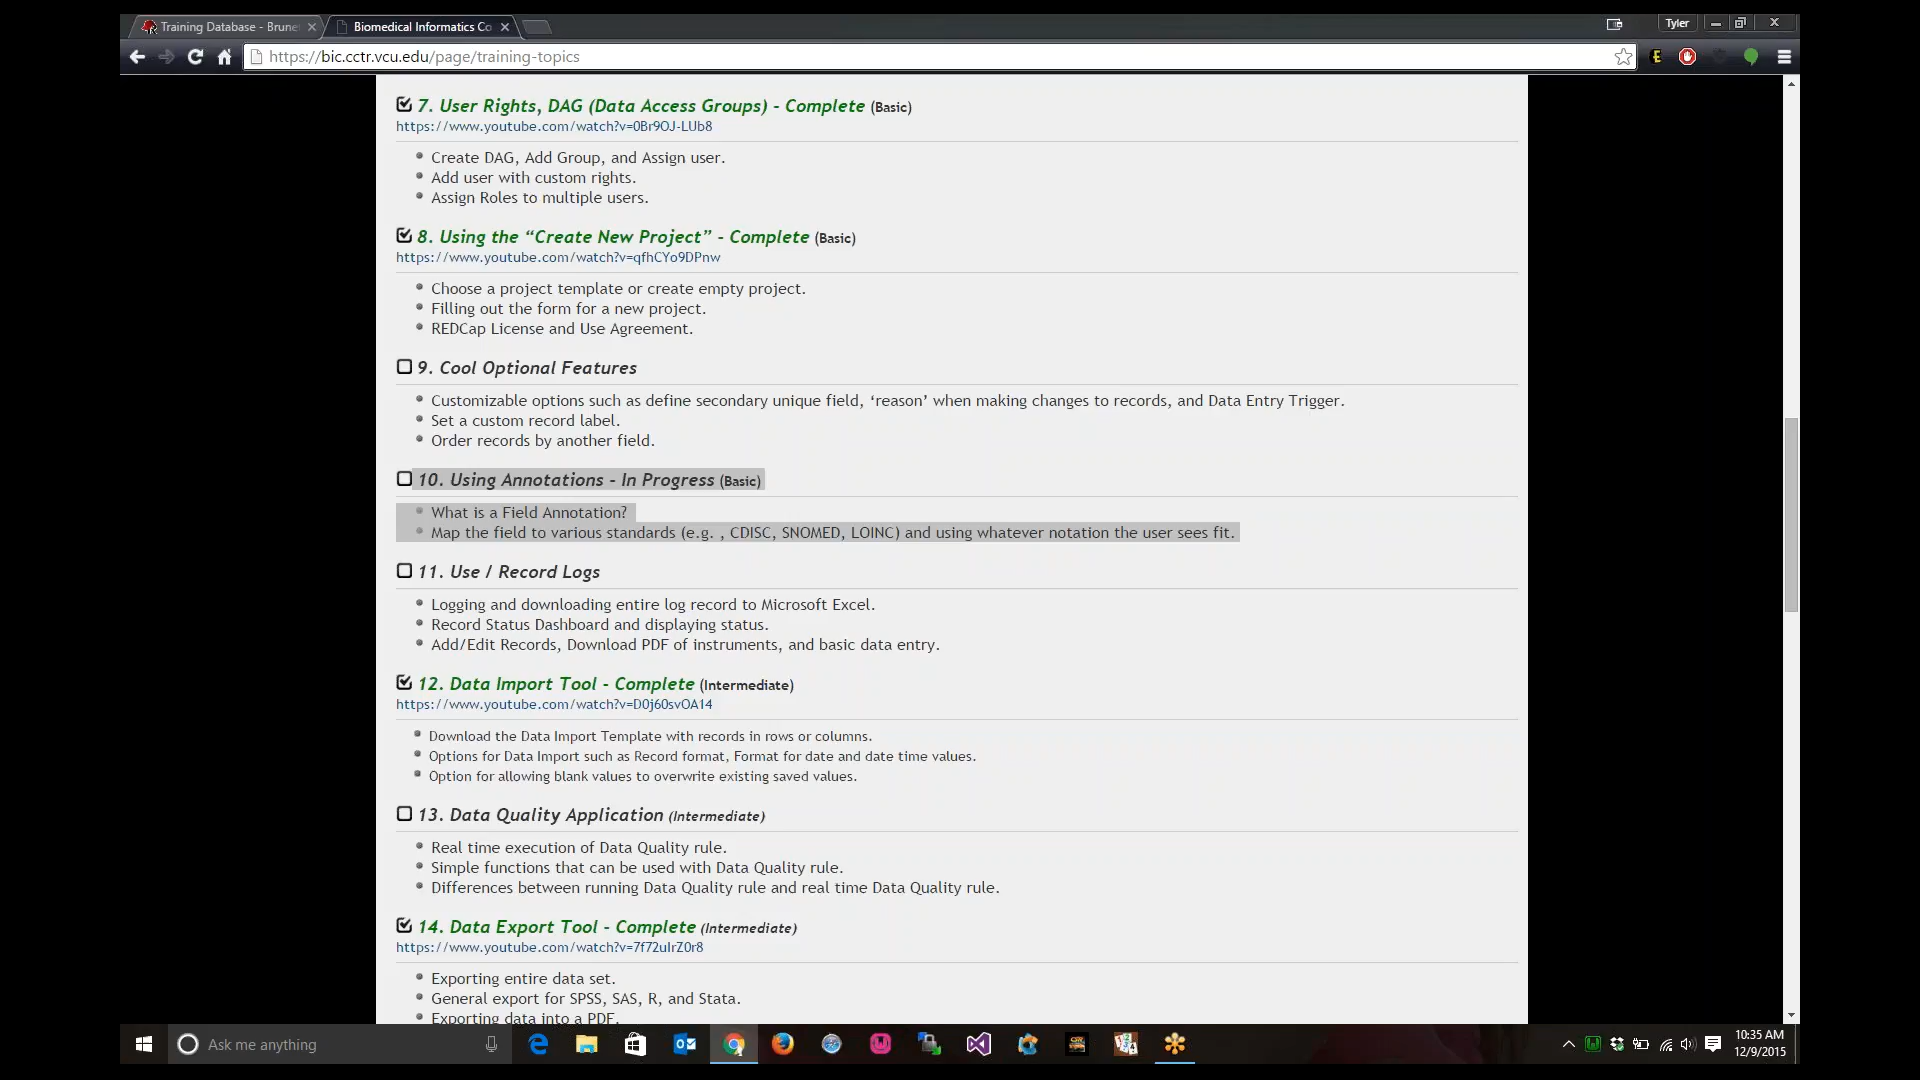 Training Database - Brune
Biomedical Informatics Co
Tyler
https://bic.cctr.vcu.edu/page/training-topics
7. User Rights, DAG (Data Access Groups) - Complete (Basic)
https://www.youtube.com/watch?v=0Br9OJ-LUb8
Create DAG, Add Group, and Assign user.
Add user with custom rights.
Assign Roles to multiple users.
8. Using the “Create New Project” - Complete (Basic)
https://www.youtube.com/watch?v=qfhCYo9DPnw
Choose a project template or create empty project.
Filling out the form for a new project.
REDCap License and Use Agreement.
9. Cool Optional Features
Customizable options such as define secondary unique field, ‘reason’ when making changes to records, and Data Entry Trigger.
Set a custom record label.
Order records by another field.
10. Using Annotations - In Progress (Basic)
What is a Field Annotation?
Map the field to various standards (e.g. , CDISC, SNOMED, LOINC) and using whatever notation the user sees fit.
11. Use / Record Logs
Logging and downloading entire log record to Microsoft Excel.
Record Status Dashboard and displaying status.
Add/Edit Records, Download PDF of instruments, and basic data entry.
12. Data Import Tool - Complete (Intermediate)
https://www.youtube.com/watch?v=D0j60svOA14
Download the Data Import Template with records in rows or columns.
Options for Data Import such as Record format, Format for date and date time values.
Option for allowing blank values to overwrite existing saved values.
13. Data Quality Application (Intermediate)
Real time execution of Data Quality rule.
Simple functions that can be used with Data Quality rule.
Differences between running Data Quality rule and real time Data Quality rule.
14. Data Export Tool - Complete (Intermediate)
https://www.youtube.com/watch?v=7f72uIrZ0r8
Exporting entire data set.
General export for SPSS, SAS, R, and Stata.
Exporting data into a PDF.
Ask me anything
10:35 AM
12/9/2015